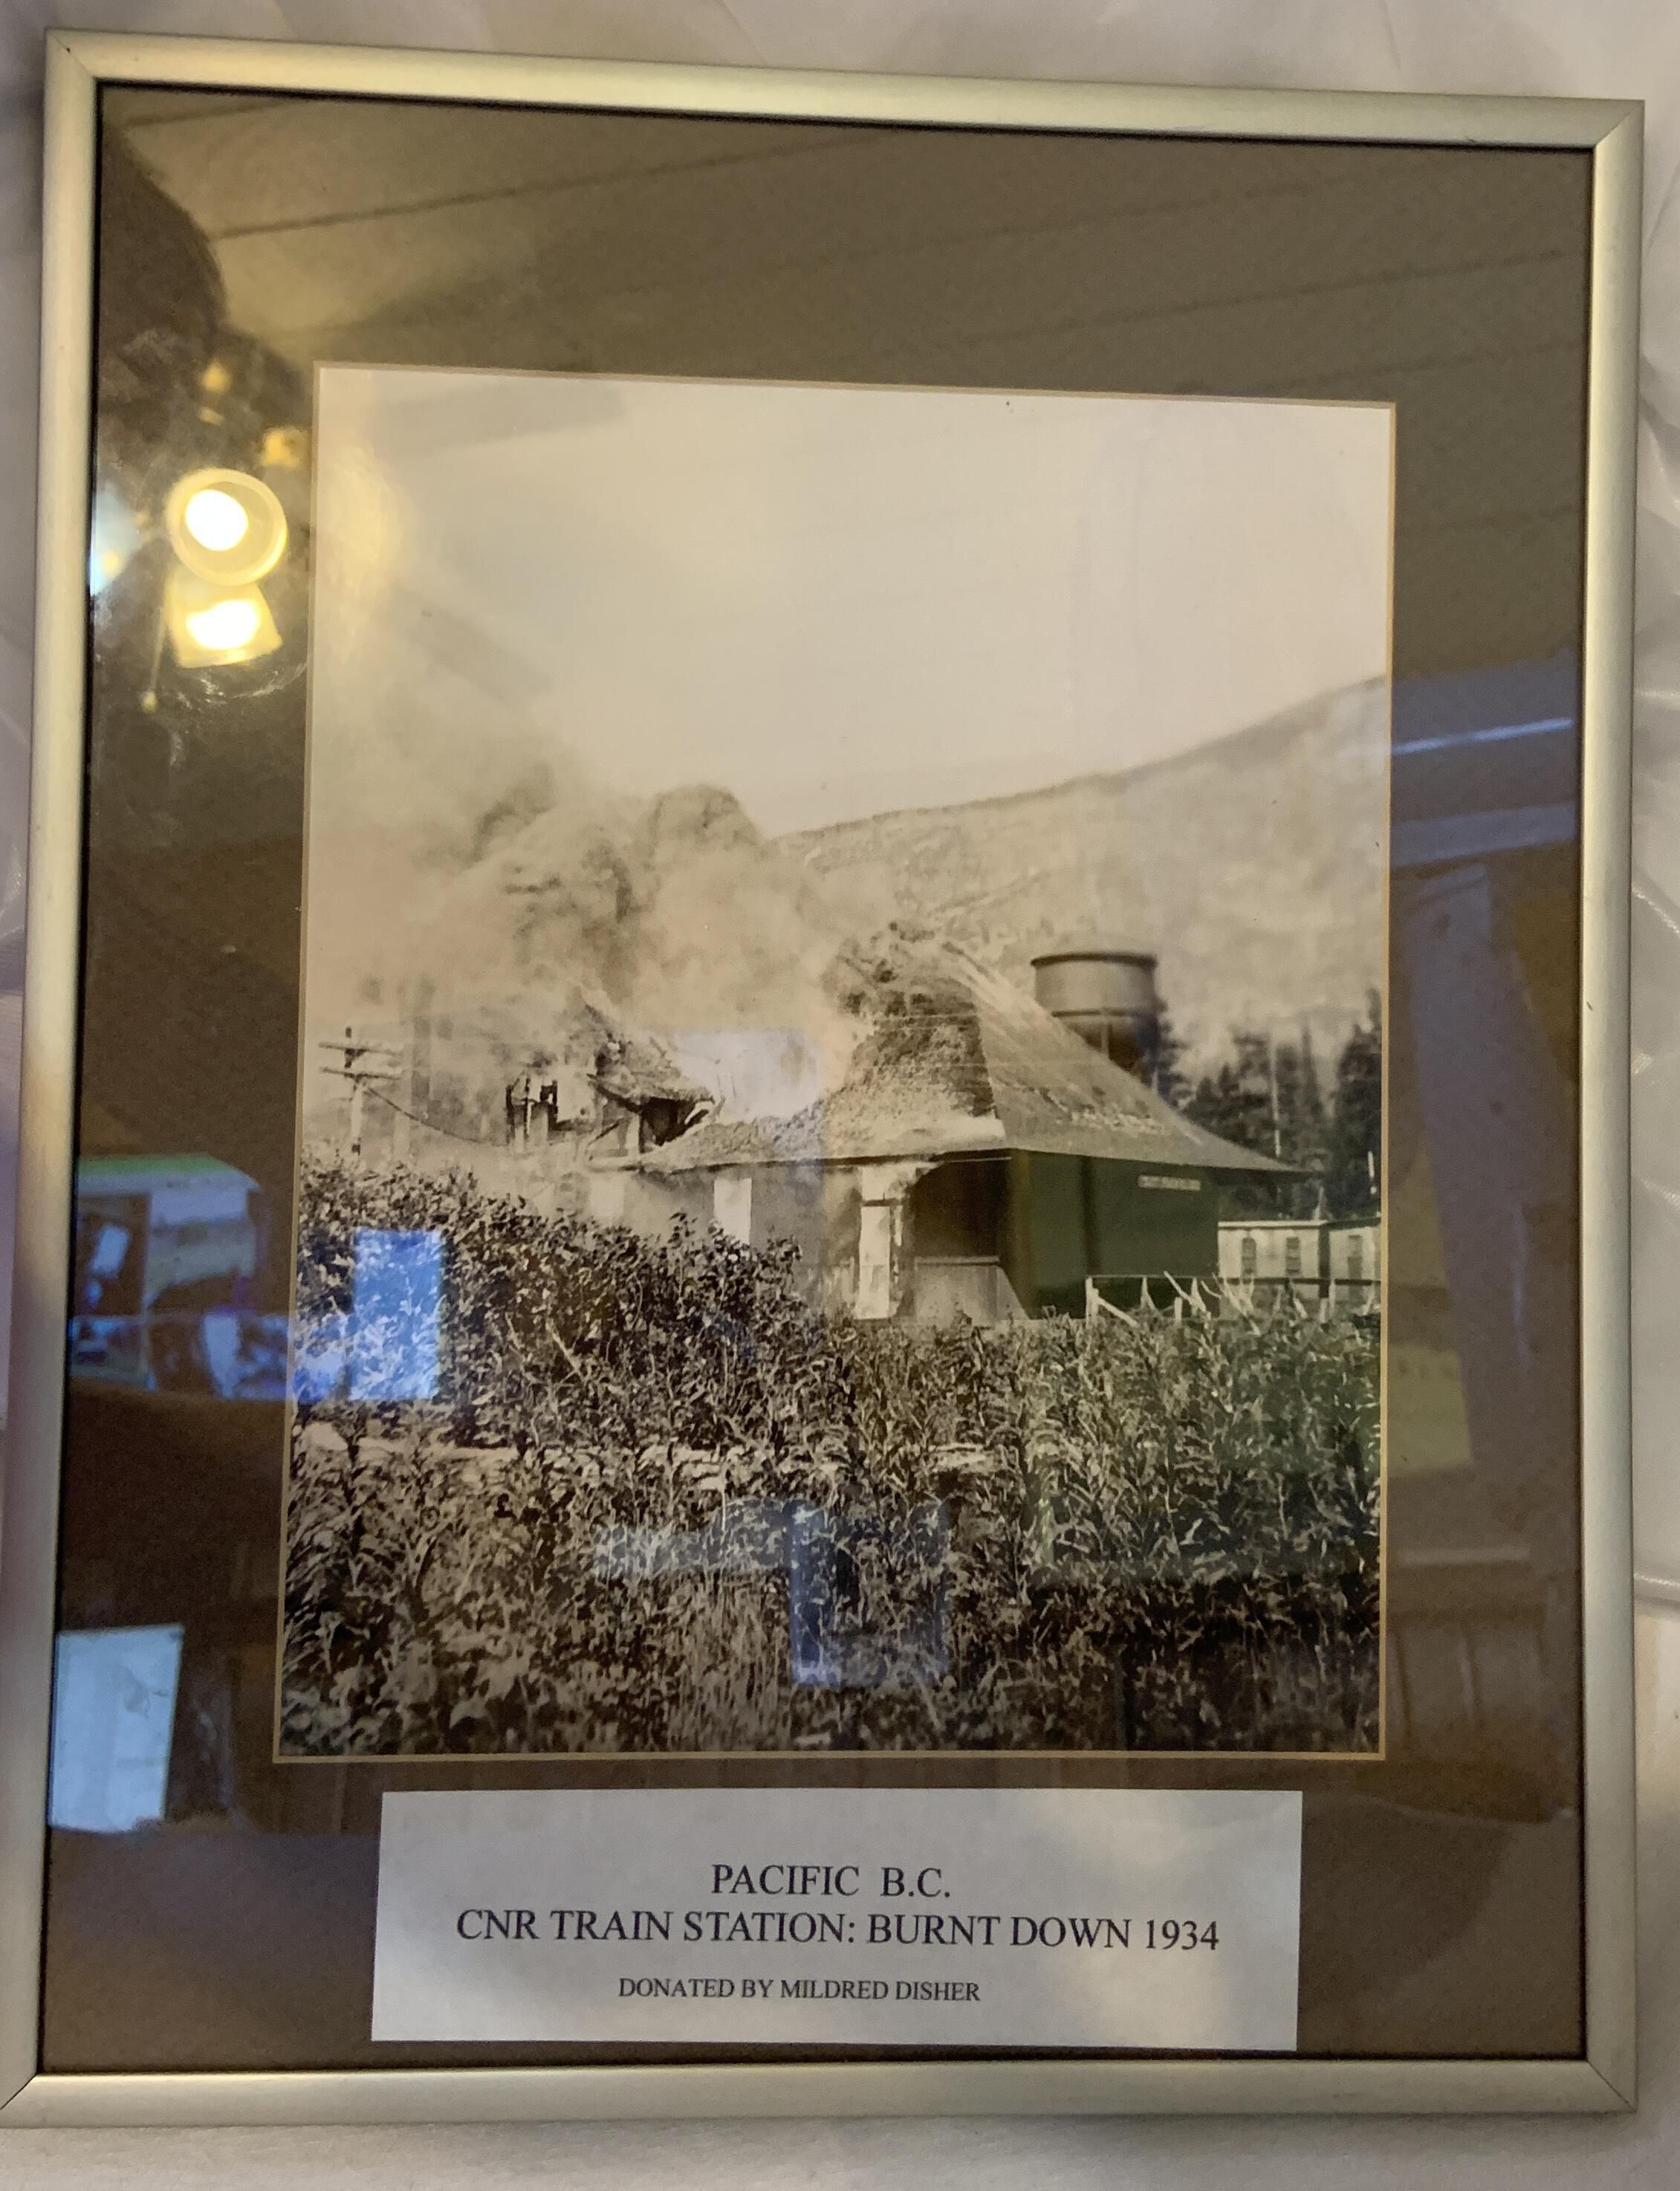 PACIFIC B.C.
CNR TRAIN STATION: BURNT DOWN 1934
DONATED BY MILDRED DISHER